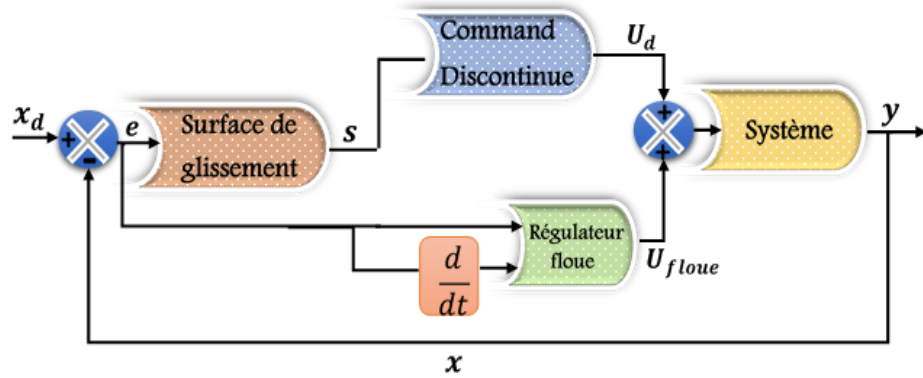 Command
Discontinue
U_d
x_d
+
-
e
Surface de
glissement
s
+
+
Système
y
Régulateur
floue
U_floue
d
dt
x